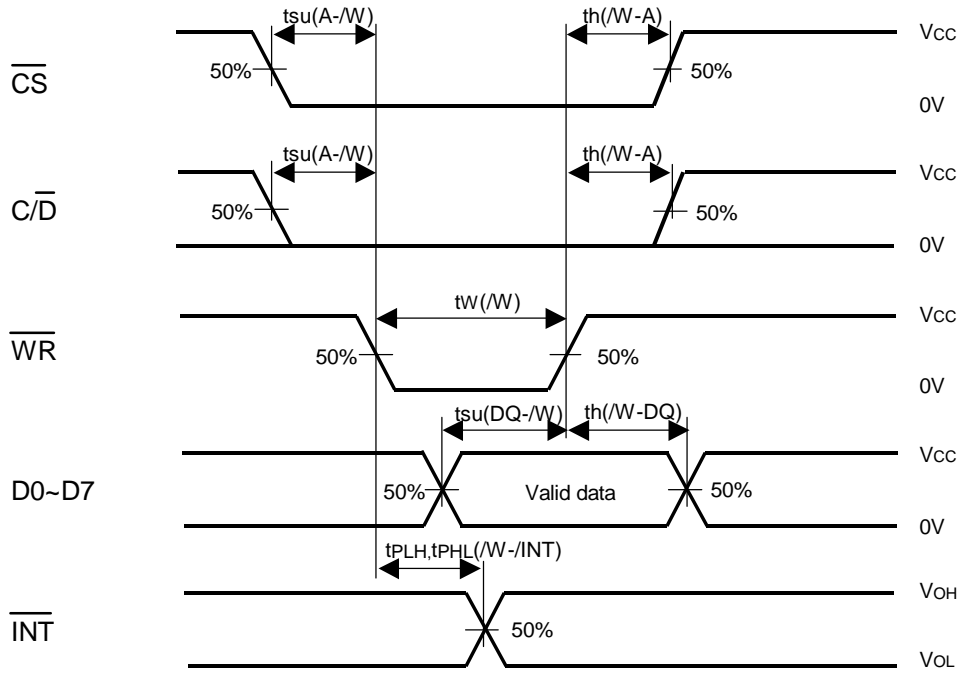 tsu(A-/W) th(/W-A)
VCC
CS
50% 50%
0V
tsu(A-/W) th(/W-A)
VCC
C/D
50% 50%
0V
tW(/W)
VCC
WR
50% 50%
0V
tsu(DQ-/W) th(/W-DQ)
VCC
D0~D7
50% Valid data 50%
0V
tPLH,tPHL(/W-/INT)
VOH
INT
50%
VOL